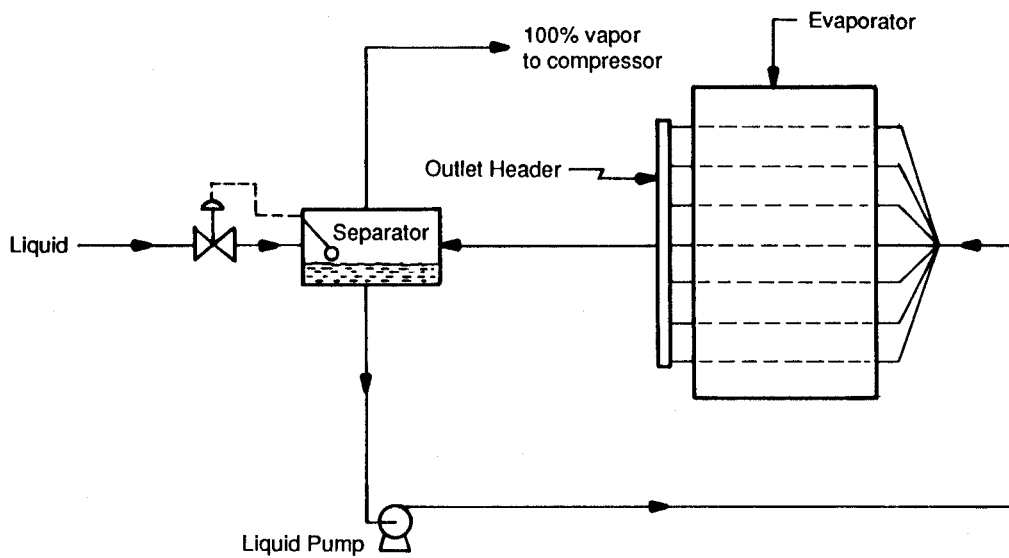 100% vapor
to compressor
Evaporator
Outlet Header
Liquid
Separator
Liquid Pump